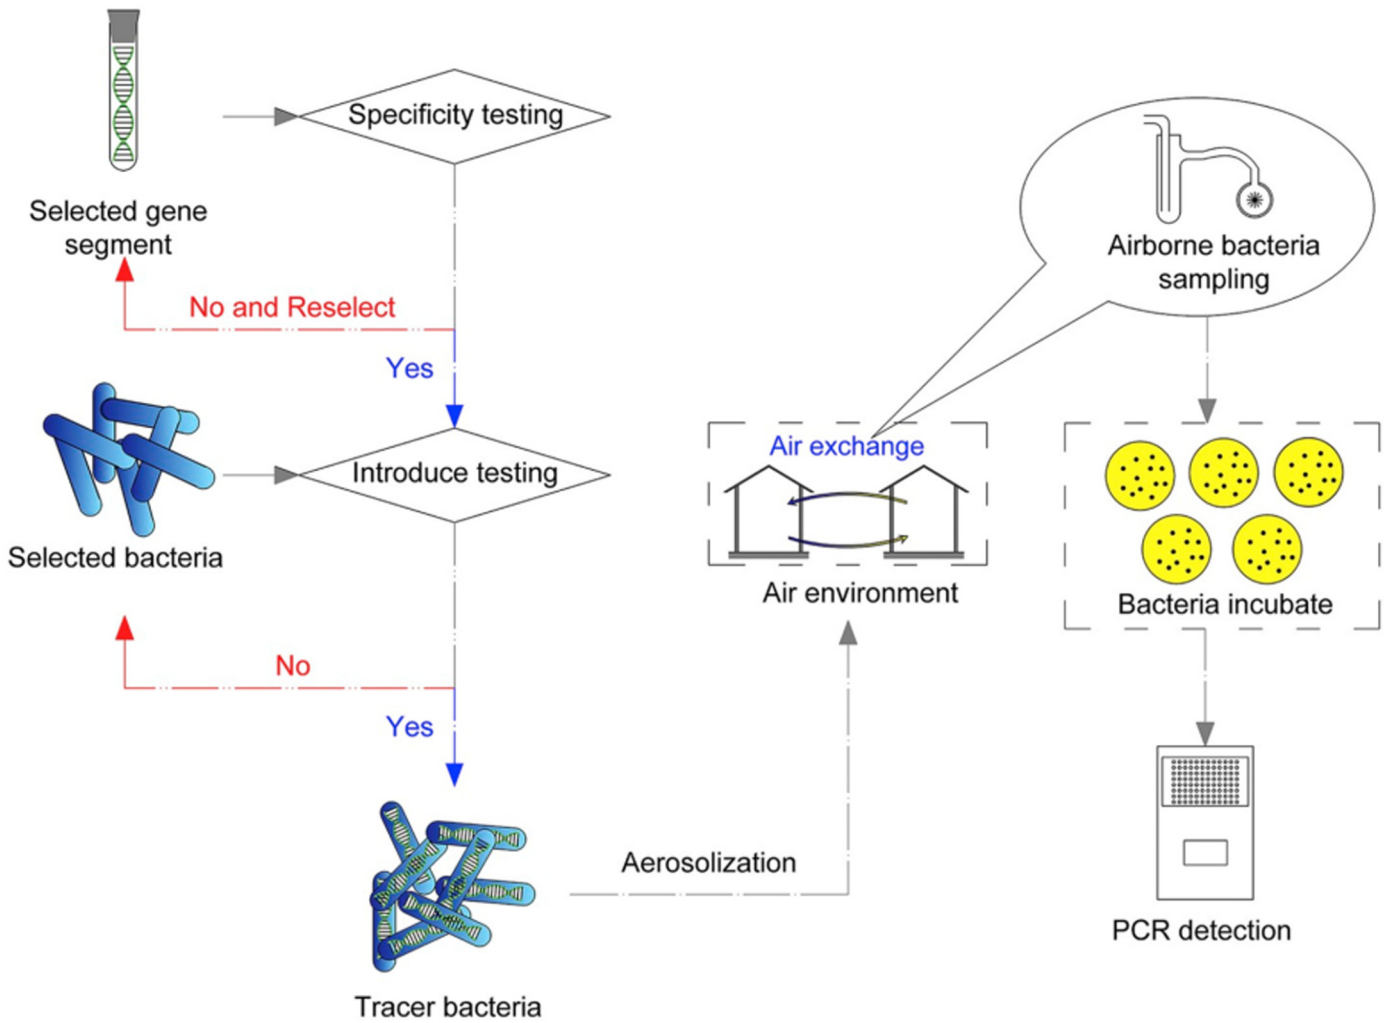 Specificity testing
Selected gene
segment
No and Reselect
Yes
Introduce testing
Selected bacteria
No
Yes
Tracer bacteria
Aerosolization
Air exchange
Air environment
Airborne bacteria
sampling
Bacteria incubate
PCR detection